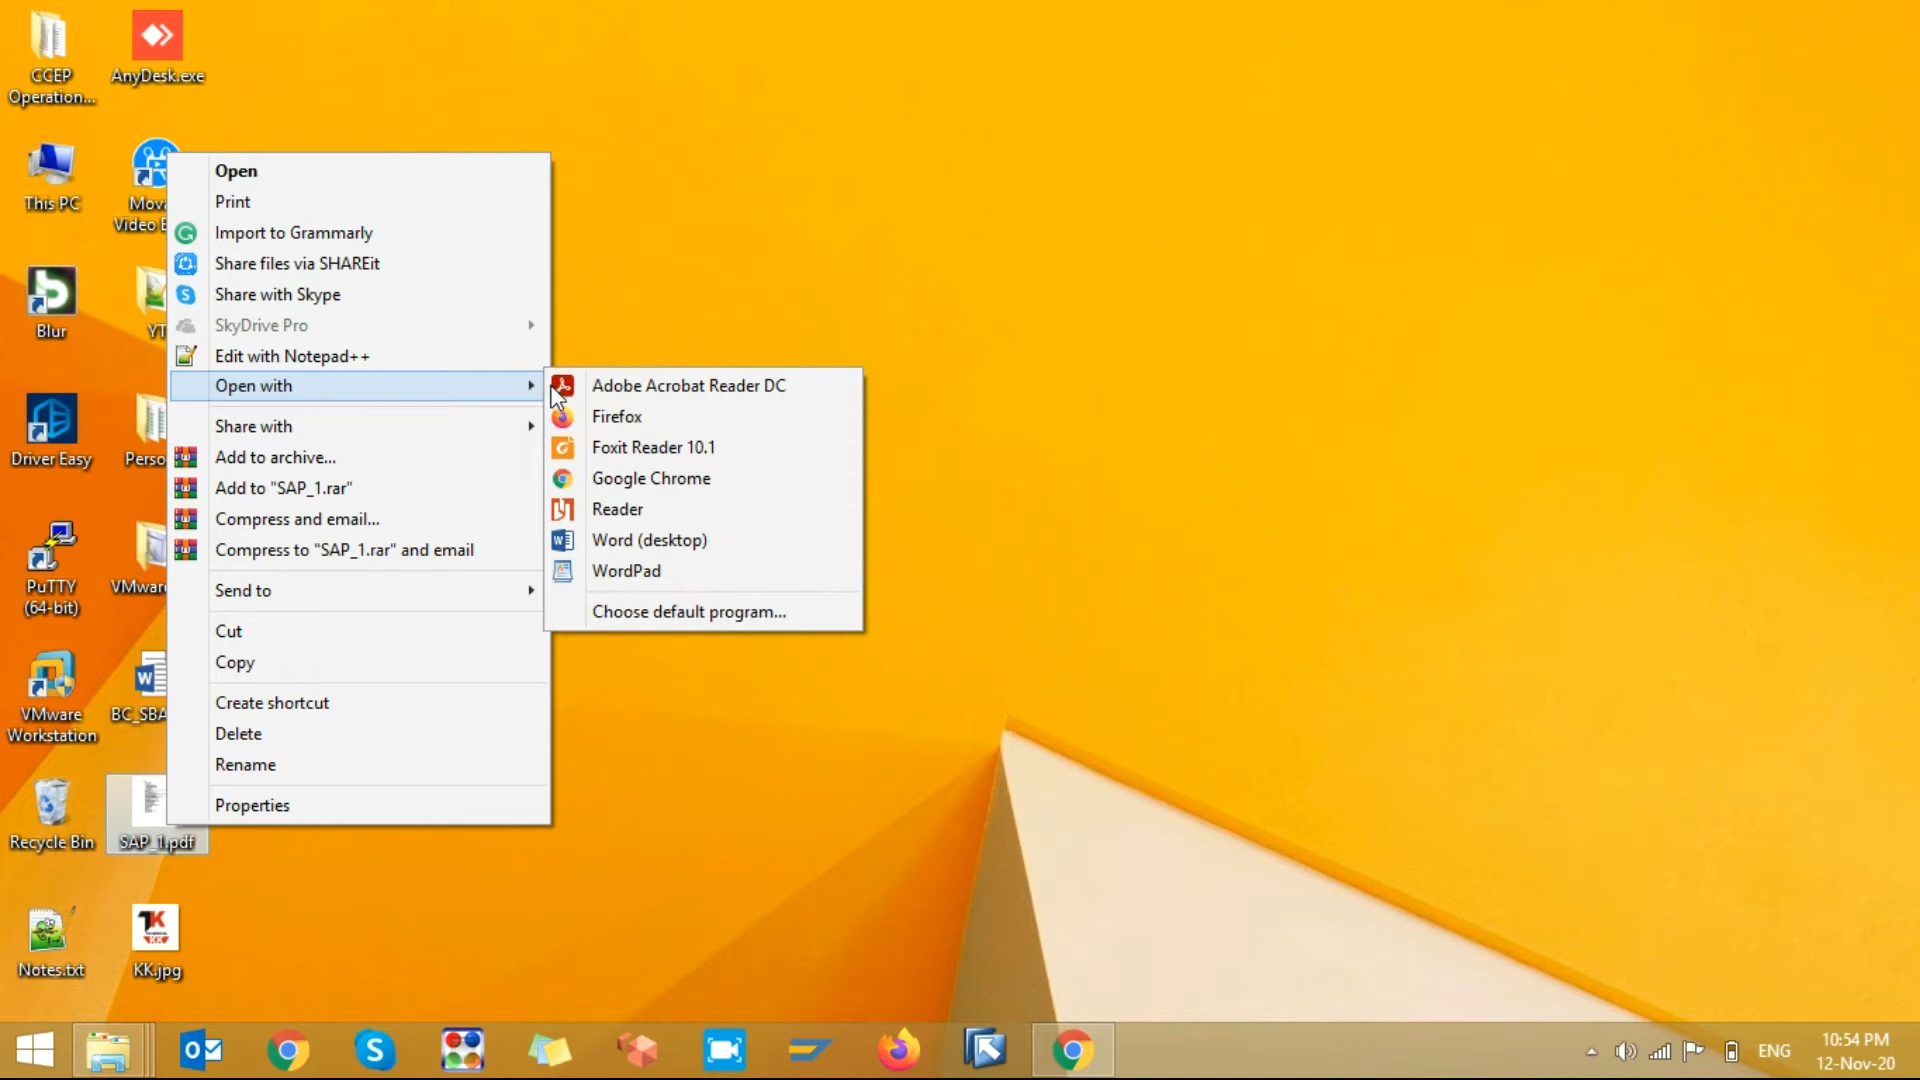 CCEP
Operation...
AnyDesk.exe
This PC
Mova
Video E
Blur
YT
Driver Easy
Perso
PuTTY
(64-bit)
VMware
VMware
Workstation
BC_SBA
Recycle Bin
SAP_1.pdf
Notes.txt
KK.jpg
Open
Print
Import to Grammarly
Share files via SHAREit
Share with Skype
SkyDrive Pro
Edit with Notepad++
Open with
Share with
Add to archive...
Add to "SAP_1.rar"
Compress and email...
Compress to "SAP_1.rar" and email
Send to
Cut
Copy
Create shortcut
Delete
Rename
Properties
Adobe Acrobat Reader DC
Firefox
Foxit Reader 10.1
Google Chrome
Reader
Word (desktop)
WordPad
Choose default program...
ENG
10:54 PM
12-Nov-20